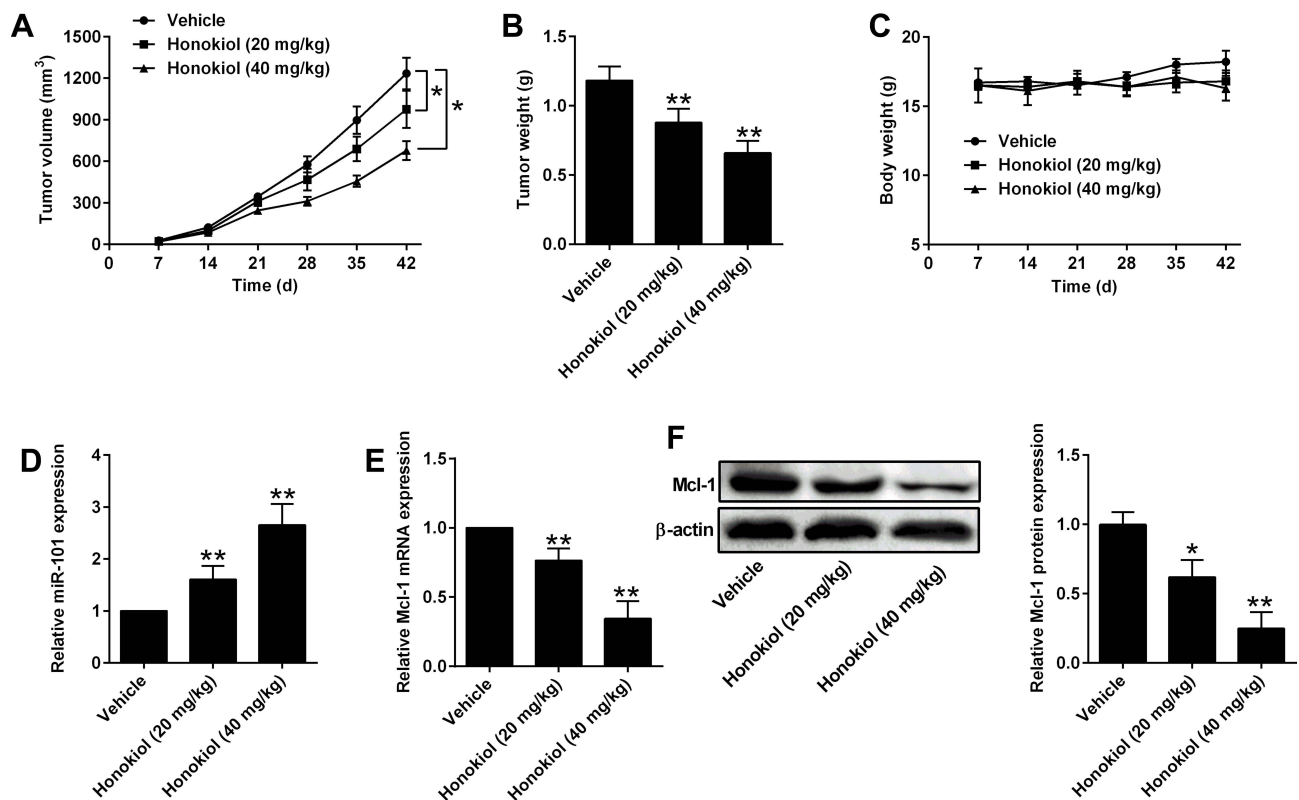 A
Vehicle
Honokiol (20 mg/kg)
Honokiol (40 mg/kg)
Tumor volume (mm³)
1500
1200
900
600
300
0
0 7 14 21 28 35 42
Time (d)
*
*
B
Tumor weight (g)
1.5
1.0
0.5
0.0
**
**
Vehicle
Honokiol (20 mg/kg)
Honokiol (40 mg/kg)
C
Body weight (g)
20
15
10
5
Vehicle
Honokiol (20 mg/kg)
Honokiol (40 mg/kg)
0 7 14 21 28 35 42
Time (d)
D
Relative miR-101 expression
4
3
2
1
0
**
**
Vehicle
Honokiol (20 mg/kg)
Honokiol (40 mg/kg)
E
Relative Mcl-1 mRNA expression
1.5
1.0
0.5
0.0
**
**
Vehicle
Honokiol (20 mg/kg)
Honokiol (40 mg/kg)
F
Mcl-1
β-actin
Vehicle
Honokiol (20 mg/kg)
Honokiol (40 mg/kg)
Relative Mcl-1 protein expression
1.5
1.0
0.5
0.0
*
**
Vehicle
Honokiol (20 mg/kg)
Honokiol (40 mg/kg)